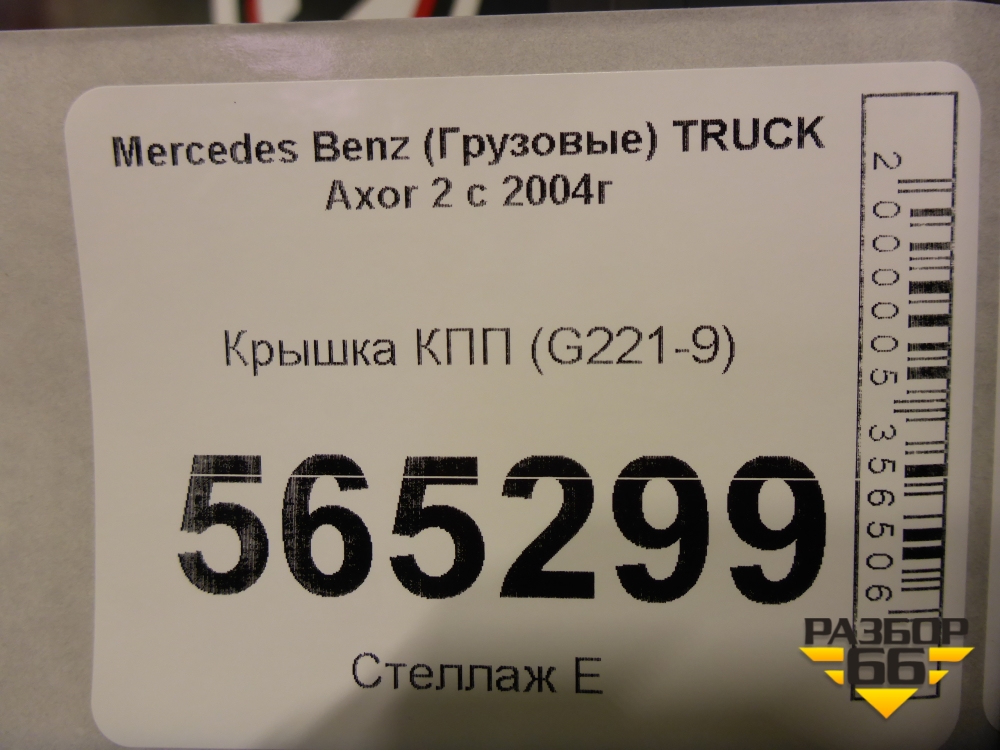 Mercedes Benz (Грузовые) TRUCK
Axor 2 с 2004г
Крышка КПП (G221-9)
565299
Стеллаж Е
2000005356506
РАЗБОР
66